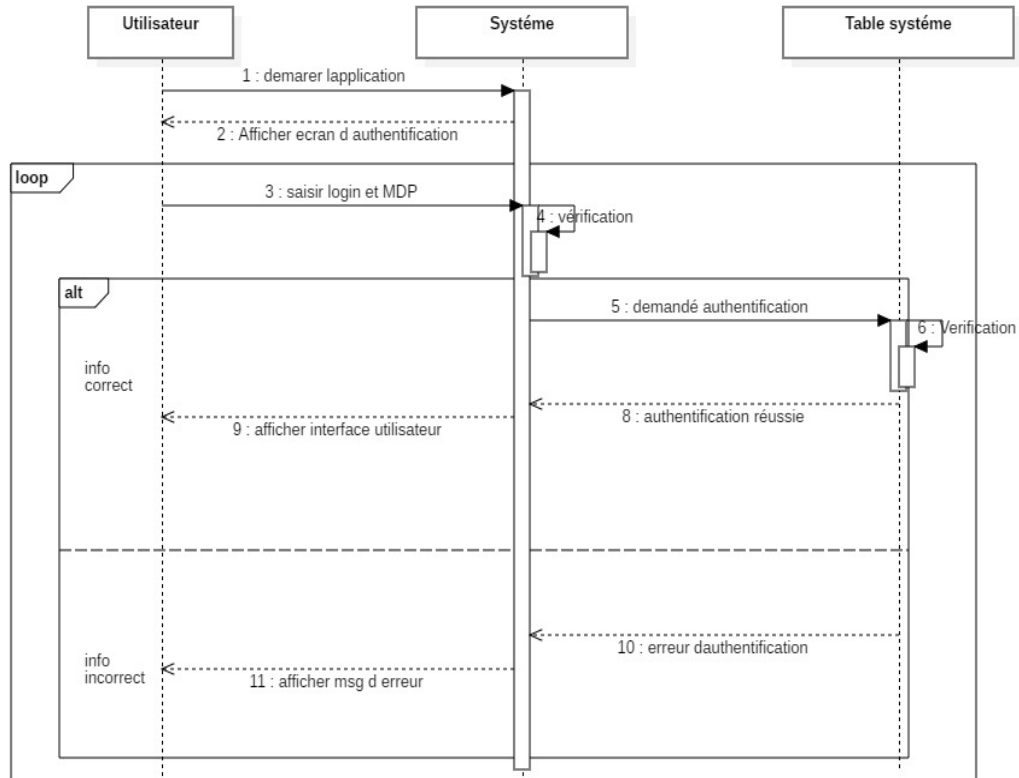 Utilisateur
Systéme
Table systéme
1 : demarer lapplication
2 : Afficher ecran d authentification
loop
3 : saisir login et MDP
4 : vérification
alt
5 : demandé authentification
6 : Verification
info
correct
8 : authentification réussie
9 : afficher interface utilisateur
10 : erreur dauthentification
info
incorrect
11 : afficher msg d erreur